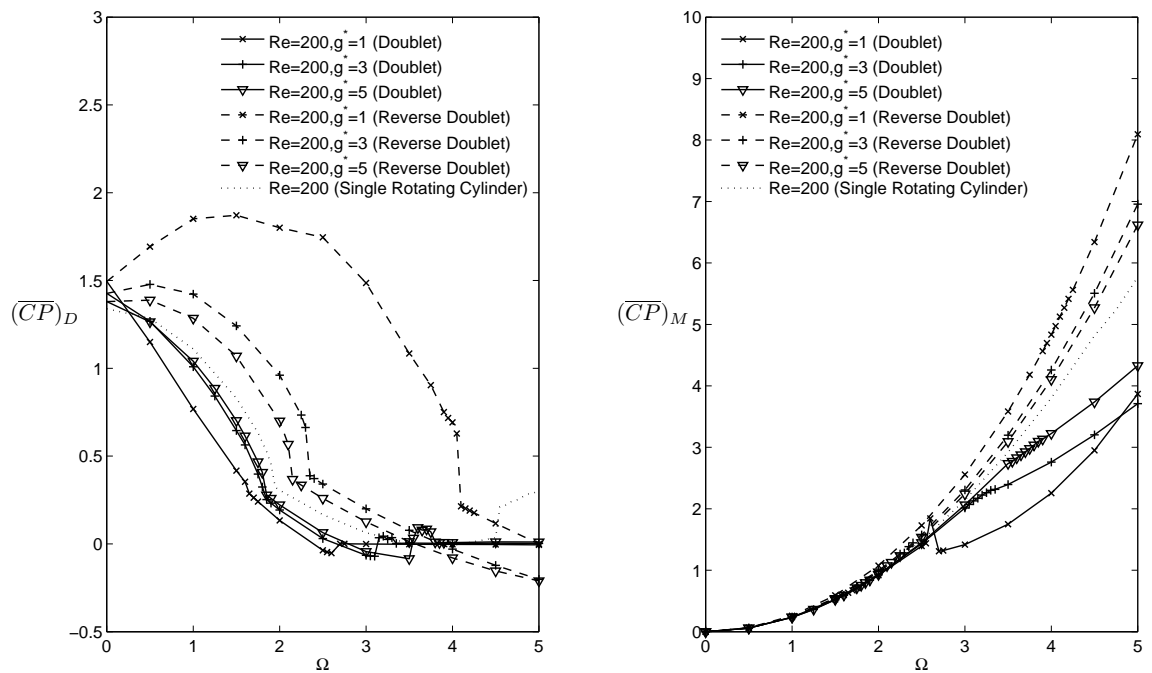 3
2.5
2
1.5
1
0.5
0
−0.5
0 1 2 3 4 5
(CP)_D
Ω
Re=200,g*=1 (Doublet)
Re=200,g*=3 (Doublet)
Re=200,g*=5 (Doublet)
Re=200,g*=1 (Reverse Doublet)
Re=200,g*=3 (Reverse Doublet)
Re=200,g*=5 (Reverse Doublet)
Re=200 (Single Rotating Cylinder)
10
9
8
7
6
5
4
3
2
1
0
0 1 2 3 4 5
(CP)_M
Ω
Re=200,g*=1 (Doublet)
Re=200,g*=3 (Doublet)
Re=200,g*=5 (Doublet)
Re=200,g*=1 (Reverse Doublet)
Re=200,g*=3 (Reverse Doublet)
Re=200,g*=5 (Reverse Doublet)
Re=200 (Single Rotating Cylinder)